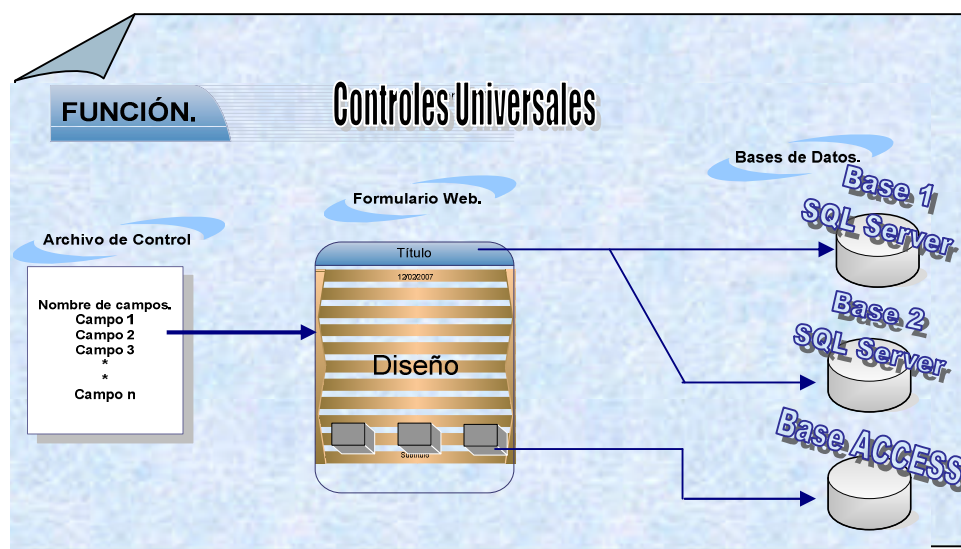 FUNCIÓN.
Controles Universales
Bases de Datos.
Formulario Web.
Archivo de Control
Base 1
SQL Server
Título
12/02/2007
Nombre de campos.
Campo 1
Campo 2
Campo 3
*
*
Campo n
Diseño
Subtítulo
Base 2
SQL Server
Base ACCESS